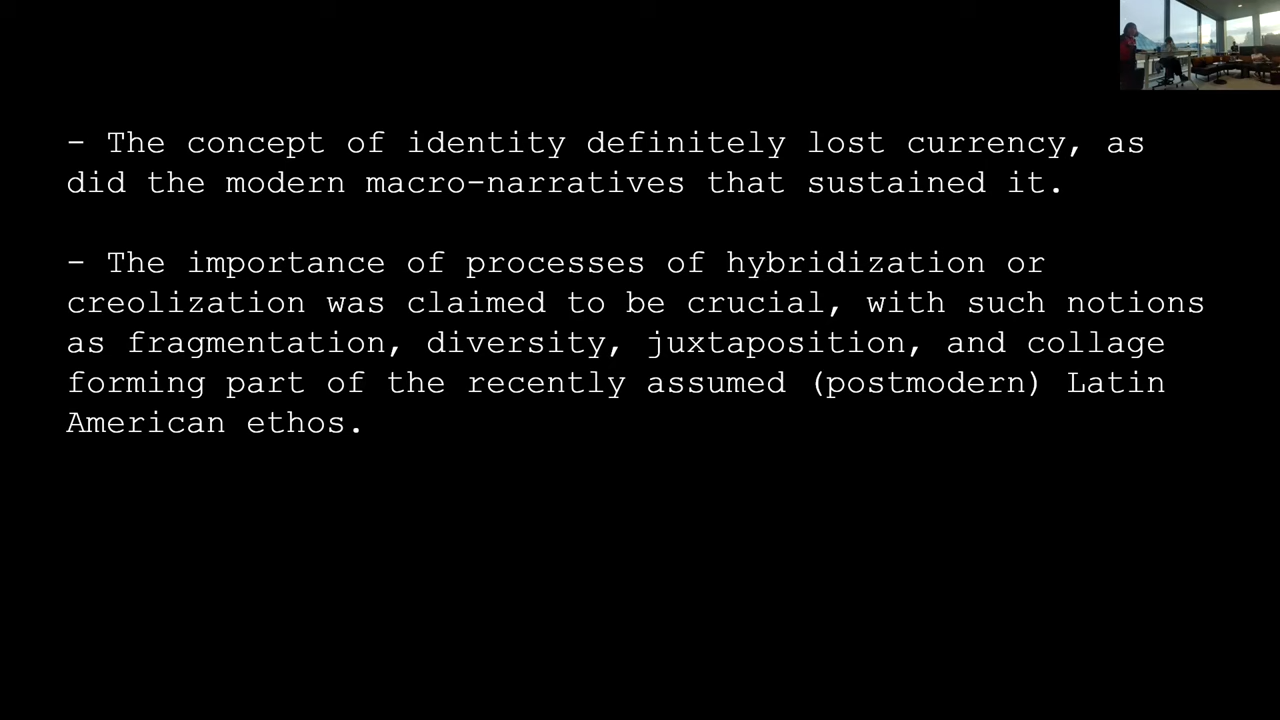 - The concept of identity definitely lost currency, as
did the modern macro-narratives that sustained it.
- The importance of processes of hybridization or
creolization was claimed to be crucial, with such notions
as fragmentation, diversity, juxtaposition, and collage
forming part of the recently assumed (postmodern) Latin
American ethos.